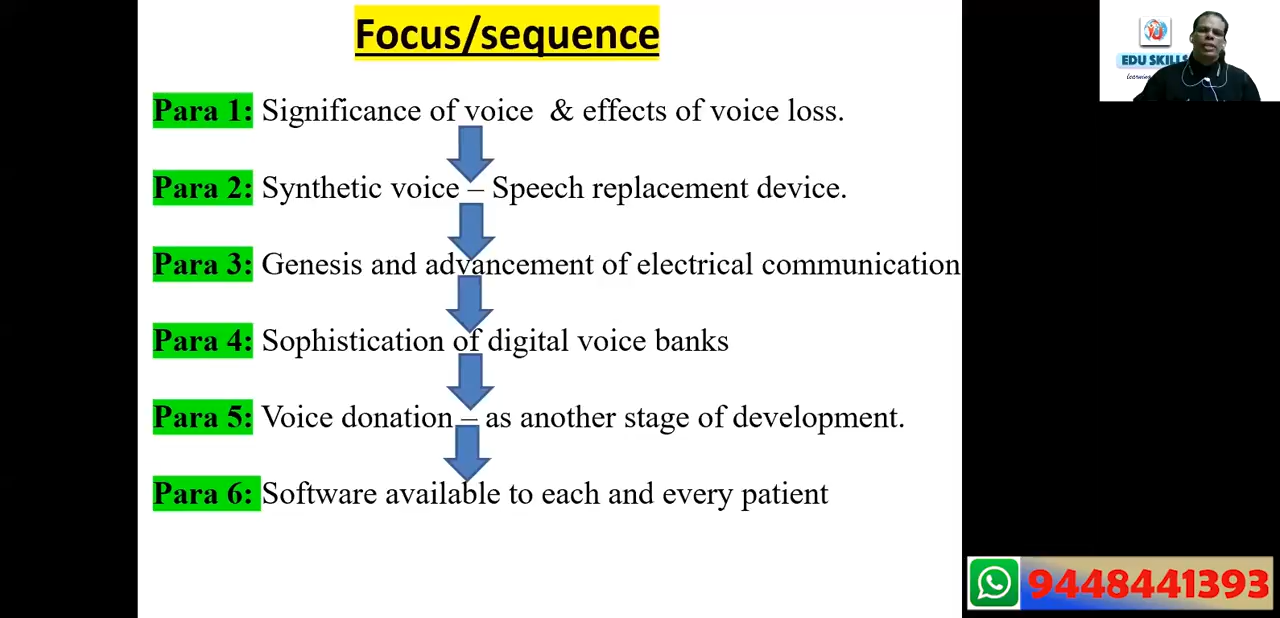 Focus/sequence
EDU SKILLS
Para 1: Significance of voice & effects of voice loss.
Para 2: Synthetic voice – Speech replacement device.
Para 3: Genesis and advancement of electrical communication
Para 4: Sophistication of digital voice banks
Para 5: Voice donation – as another stage of development.
Para 6: Software available to each and every patient
9448441393